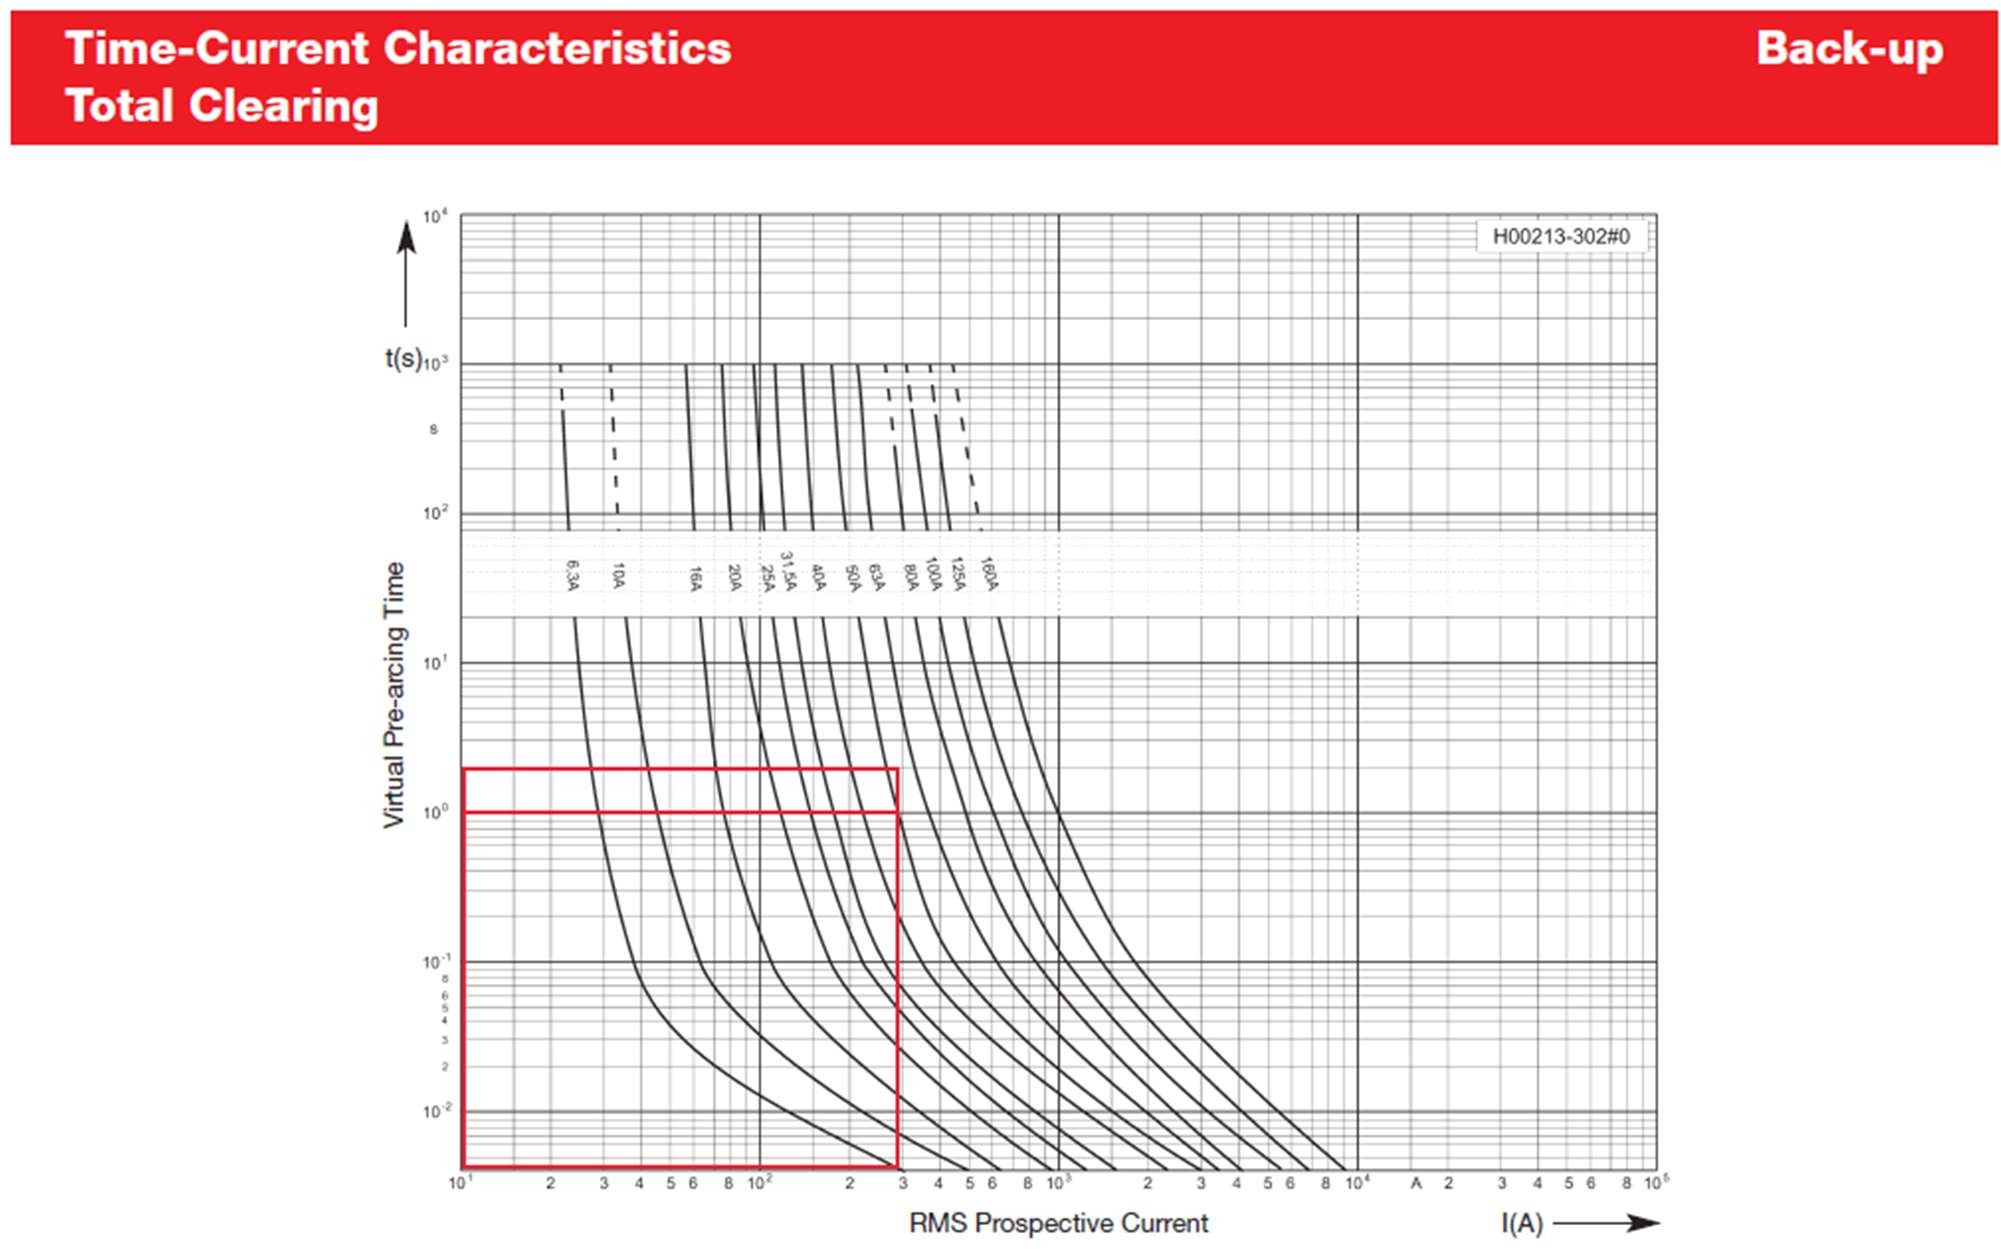 Time-Current Characteristics
Back-up
Total Clearing
H00213-302#0
10⁴
t(s) 10³
s
10²
6,3A 10A 16A 20A 25A 31,5A 40A 50A 63A 80A 100A 125A 160A
Virtual Pre-arcing Time
10¹
10⁰
10⁻¹
8
6
5
4
3
2
10⁻²
10¹ 2 3 4 5 6 8 10² 2 3 4 5 6 8 10³ 2 3 4 5 6 8 10⁴ A 2 3 4 5 6 8 10⁵
RMS Prospective Current
I(A)